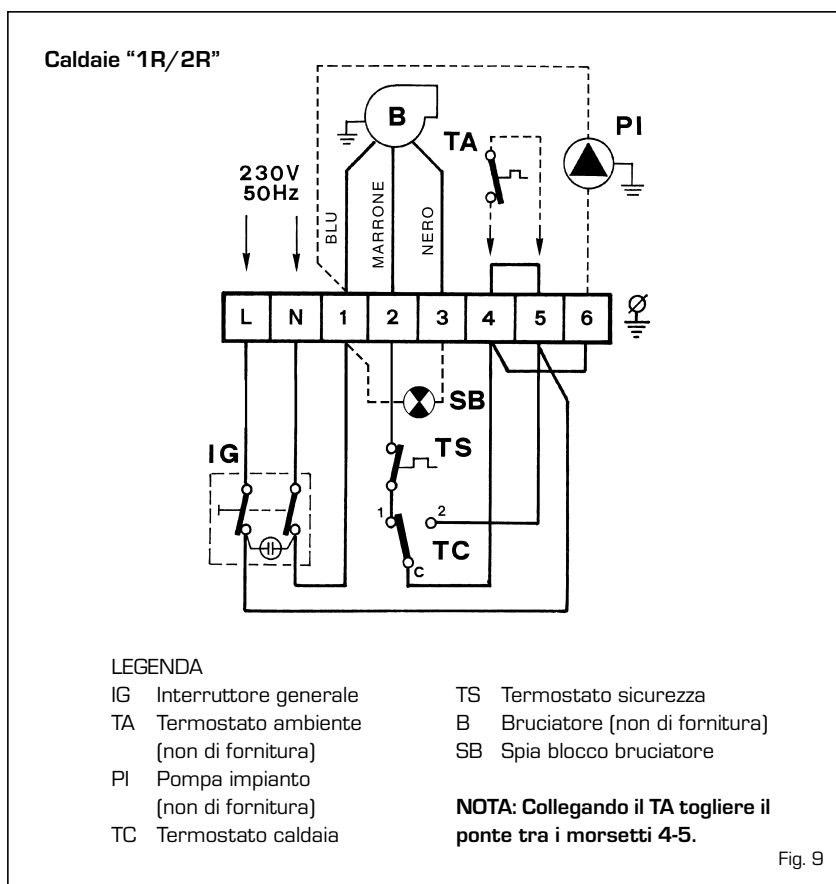 Caldaie “1R/2R”
B
TA
PI
230V
50Hz
BLU
MARRONE
NERO
L N 1 2 3 4 5 6
SB
IG
TS
1
2
TC
C
LEGENDA
IG Interruttore generale
TA Termostato ambiente
(non di fornitura)
PI Pompa impianto
(non di fornitura)
TC Termostato caldaia
TS Termostato sicurezza
B Bruciatore (non di fornitura)
SB Spia blocco bruciatore
NOTA: Collegando il TA togliere il
ponte tra i morsetti 4-5.
Fig. 9